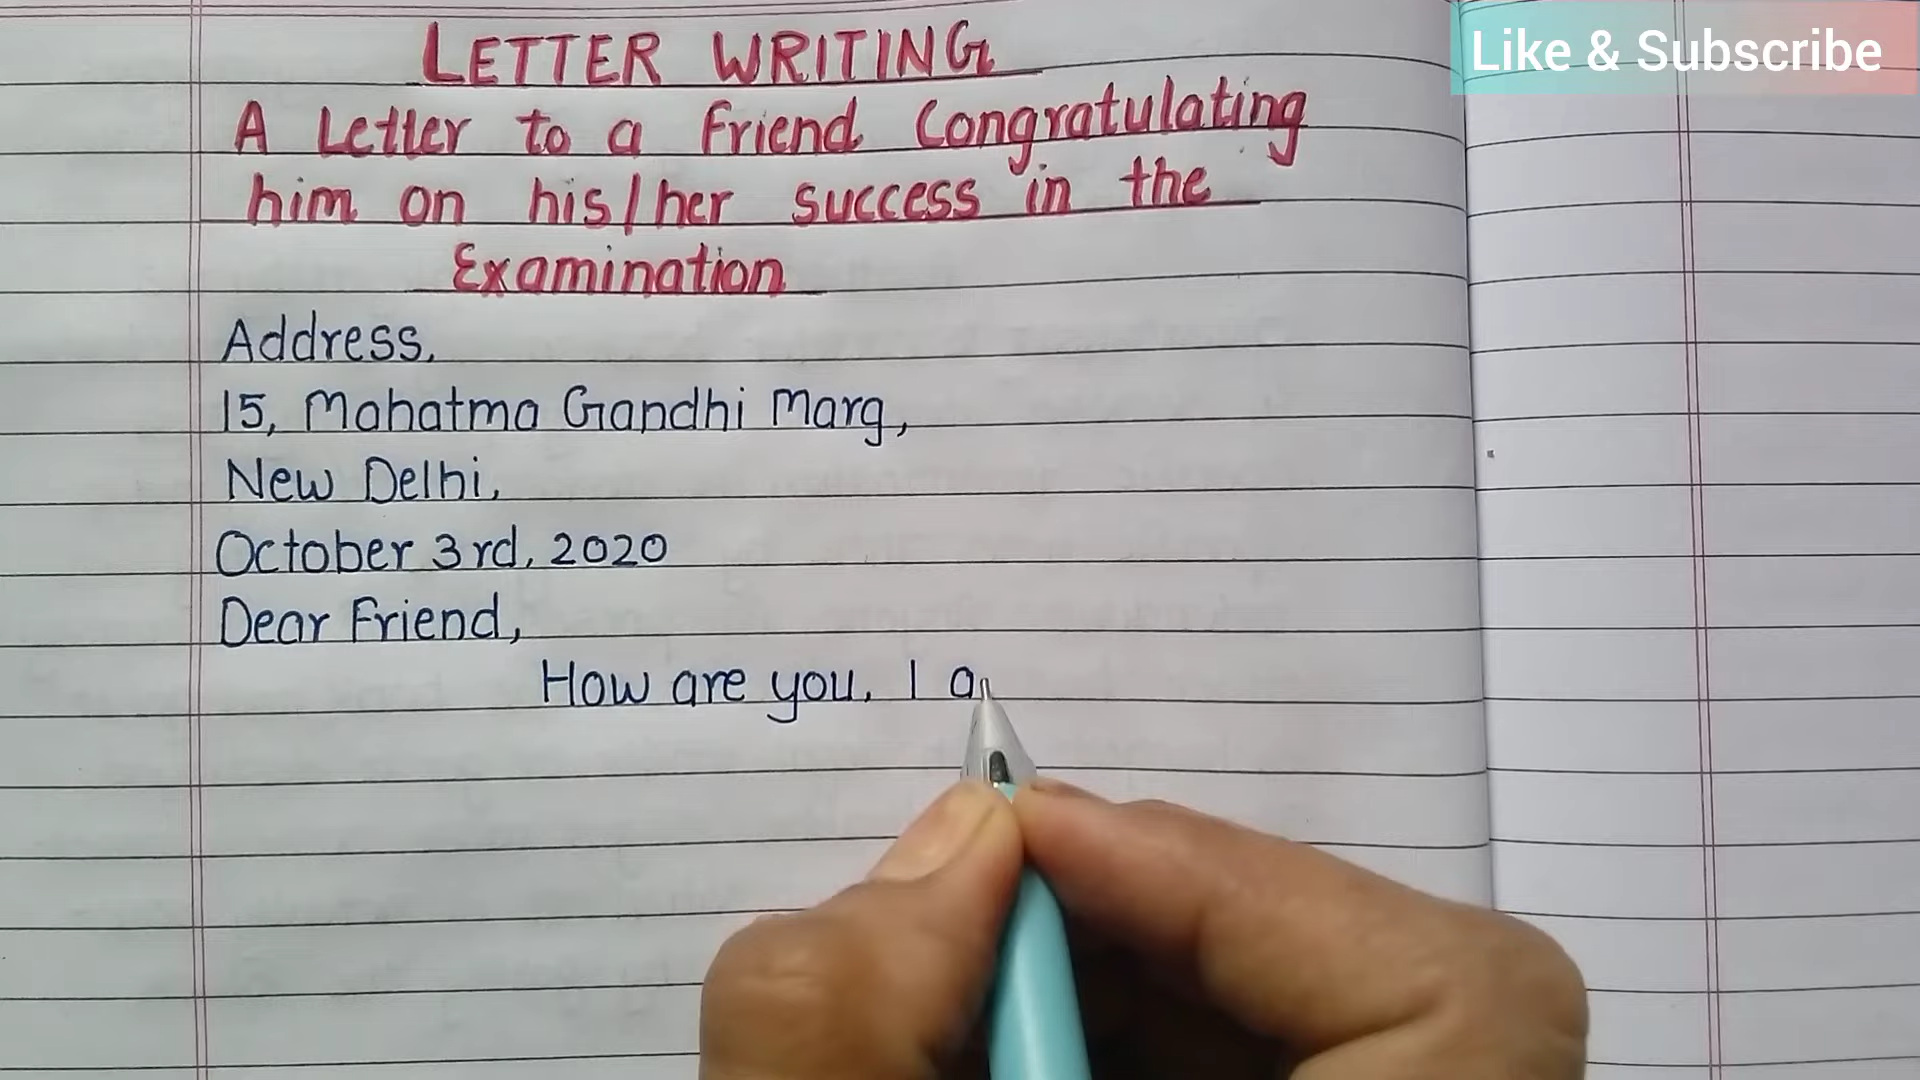 LETTER WRITING
Like & Subscribe
A Letter to a Friend Congratulating
him on his/her success in the
Examination
Address,
15, Mahatma Gandhi Marg,
New Delhi,
October 3rd, 2020
Dear Friend,
How are you, I a